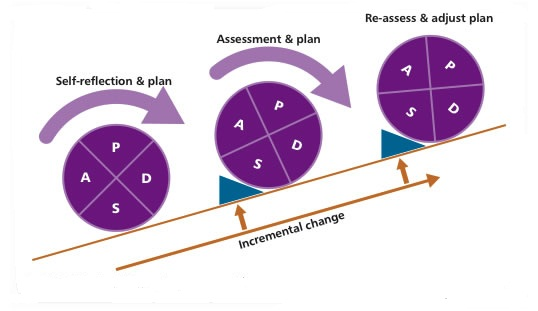 Re-assess & adjust plan
Assessment & plan
Self-reflection & plan
P
A
D
S
P
A
D
S
A
P
S
D
Incremental change